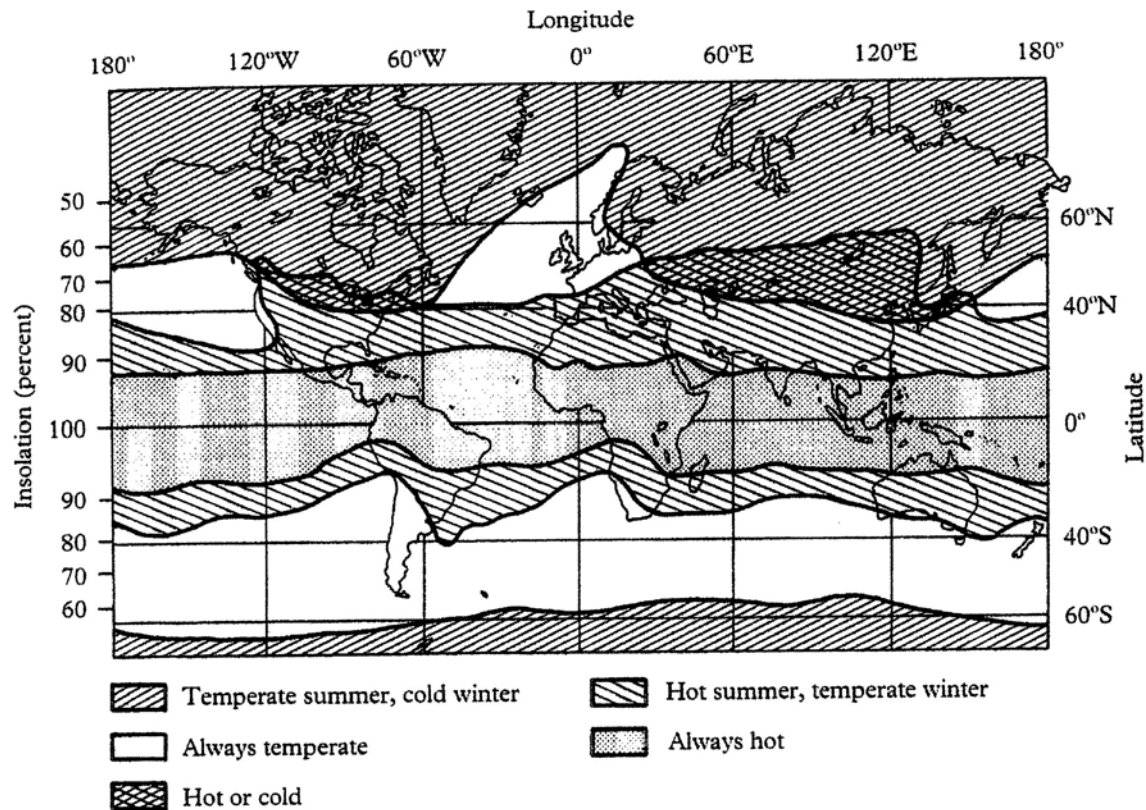 Longitude
180° 120°W 60°W 0° 60°E 120°E 180°
50
60
70
80
90
100
90
80
70
60
Insolation (percent)
60°N
40°N
0°
40°S
60°S
Latitude
Temperate summer, cold winter
Hot summer, temperate winter
Always temperate
Always hot
Hot or cold